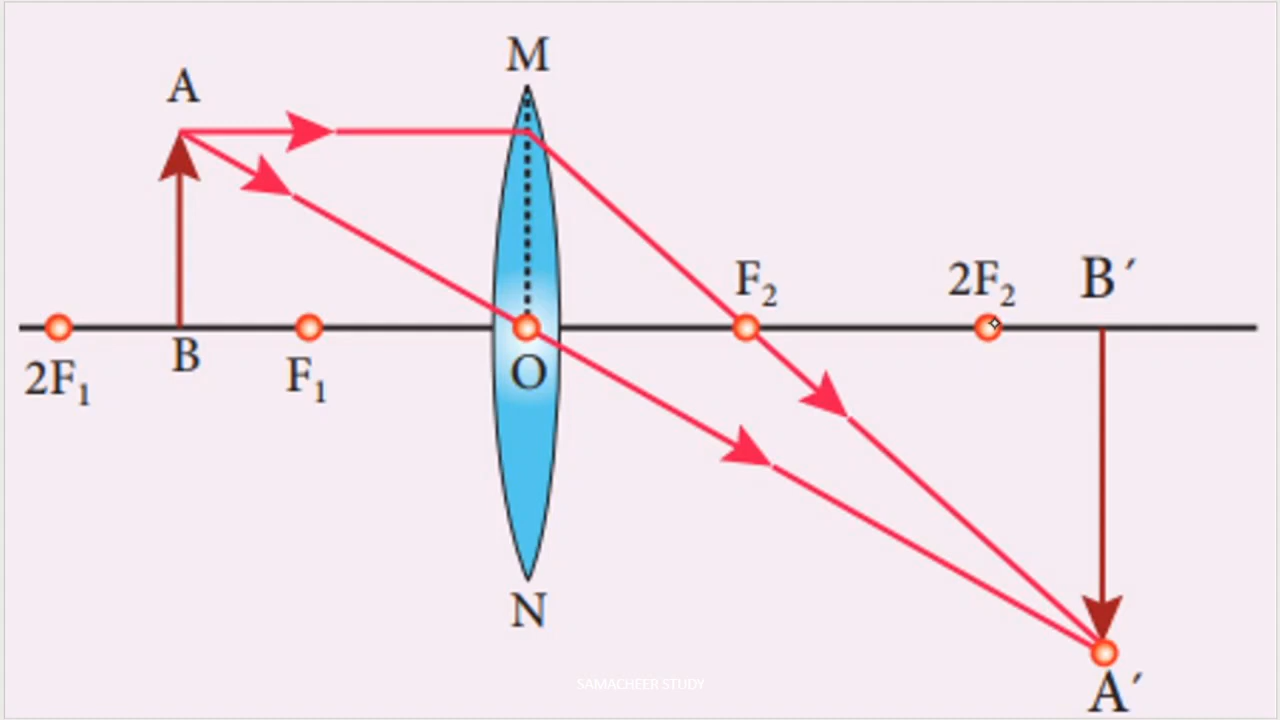 M
A
F₂
2F₂
B′
B
2F₁
F₁
O
N
SAMACHEER STUDY
A′